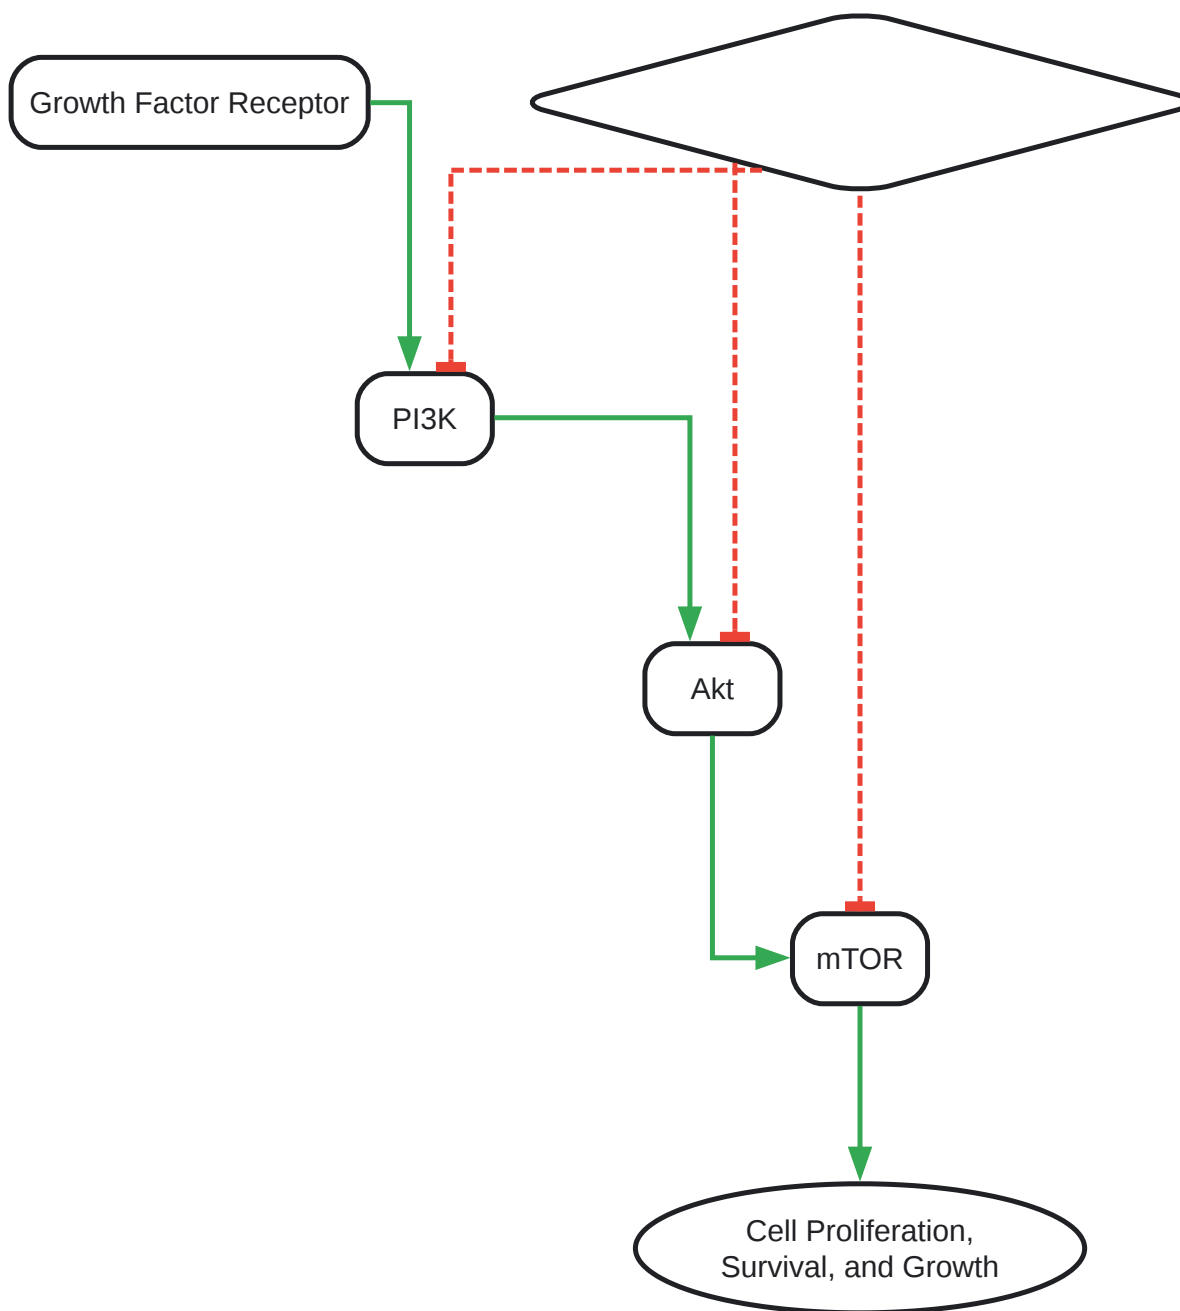 Growth Factor Receptor
PI3K
Akt
mTOR
Cell Proliferation,
Survival, and Growth